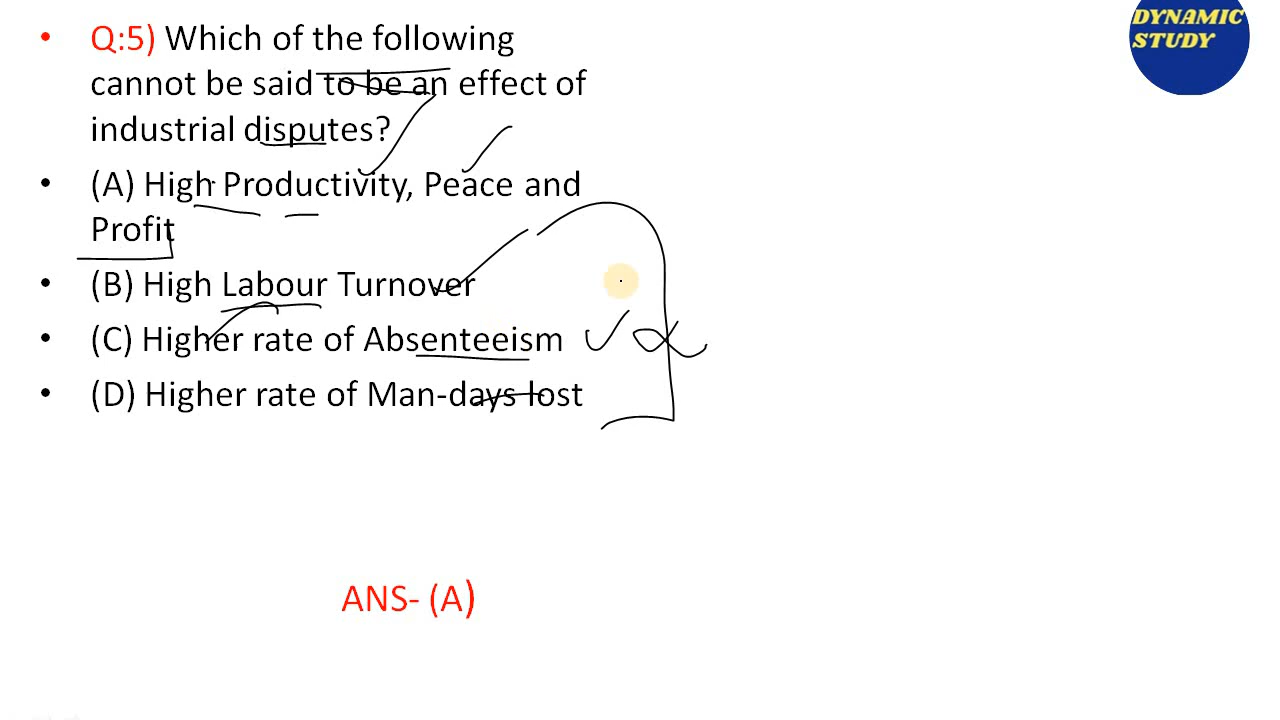 DYNAMIC
STUDY
• Q:5) Which of the following
cannot be said to be an effect of
industrial disputes?
• (A) High Productivity, Peace and
Profit
• (B) High Labour Turnover
• (C) Higher rate of Absenteeism
• (D) Higher rate of Man-days lost
ANS- (A)